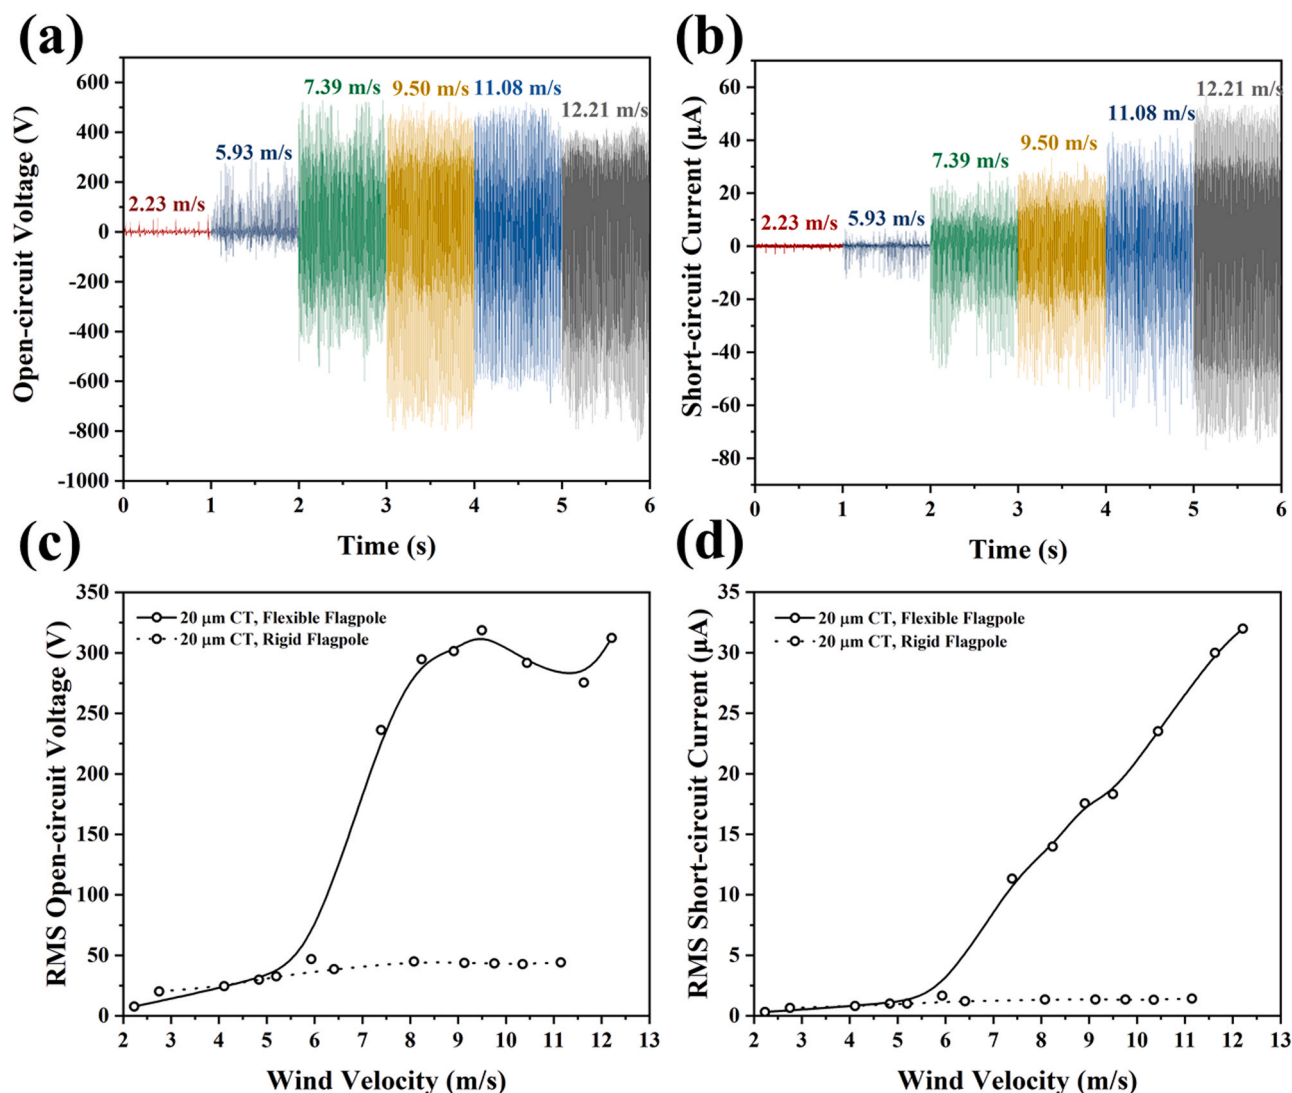 (a)
Open-circuit Voltage (V)
600
400
200
0
-200
-400
-600
-800
-1000
2.23 m/s
5.93 m/s
7.39 m/s
9.50 m/s
11.08 m/s
12.21 m/s
0 1 2 3 4 5 6
Time (s)
(b)
Short-circuit Current (μA)
60
40
20
0
-20
-40
-60
-80
2.23 m/s
5.93 m/s
7.39 m/s
9.50 m/s
11.08 m/s
12.21 m/s
0 1 2 3 4 5 6
Time (s)
(c)
RMS Open-circuit Voltage (V)
350
300
250
200
150
100
50
0
20 μm CT, Flexible Flagpole
20 μm CT, Rigid Flagpole
2 3 4 5 6 7 8 9 10 11 12 13
Wind Velocity (m/s)
(d)
RMS Short-circuit Current (μA)
35
30
25
20
15
10
5
0
20 μm CT, Flexible Flagpole
20 μm CT, Rigid Flagpole
2 3 4 5 6 7 8 9 10 11 12 13
Wind Velocity (m/s)